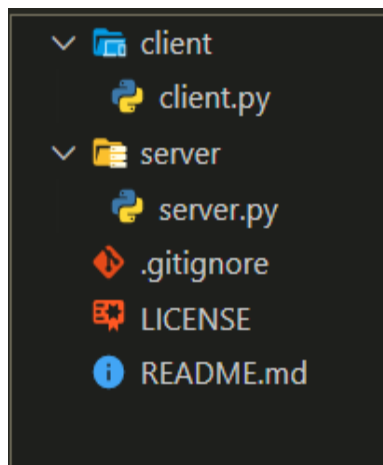 client
client.py
server
server.py
.gitignore
LICENSE
README.md